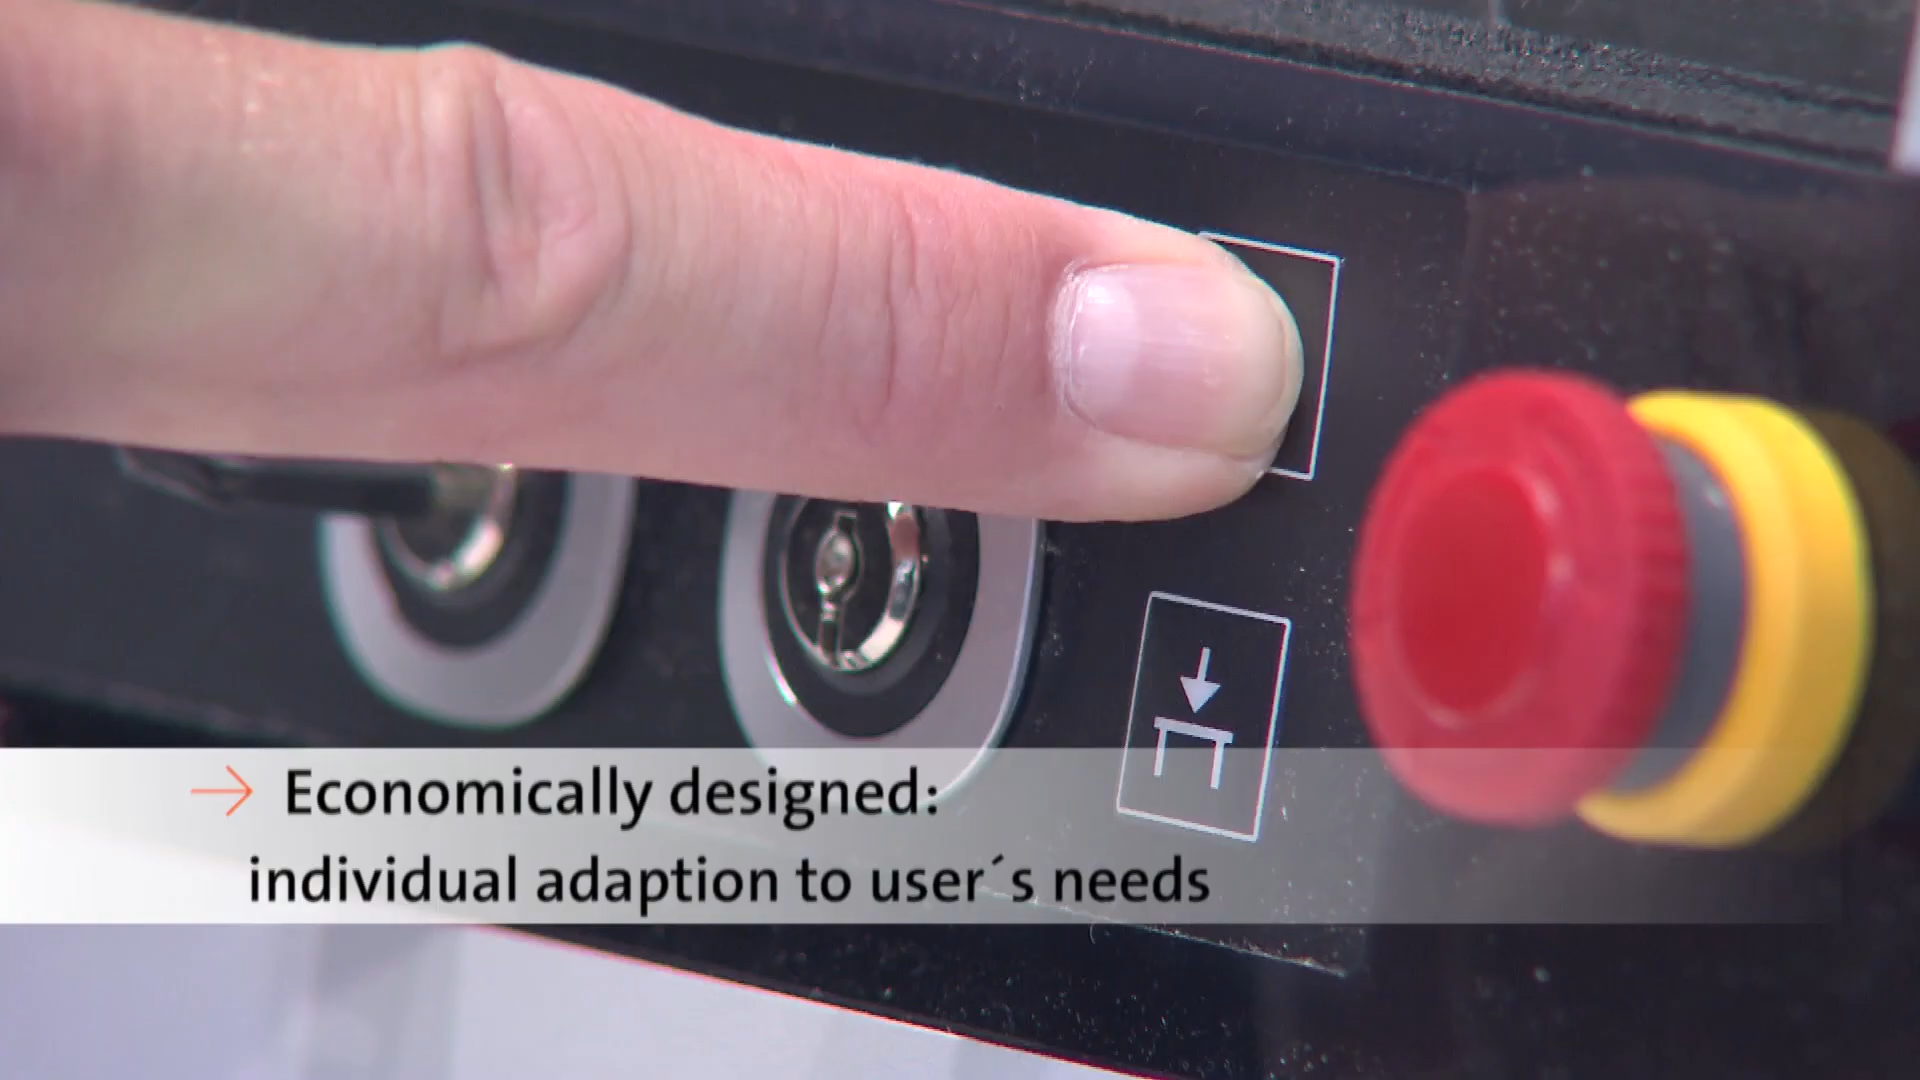 → Economically designed:
individual adaption to user´s needs